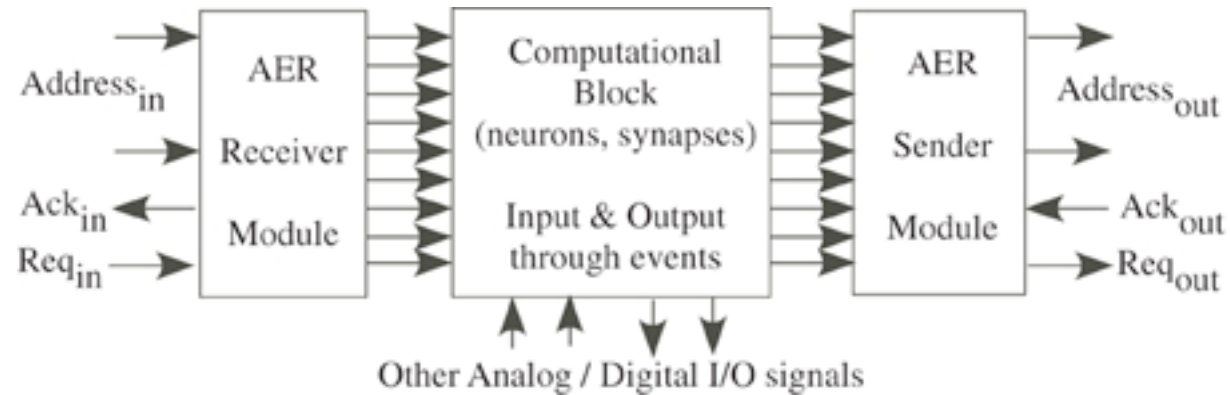 Address_in
Ack_in
Req_in
AER
Receiver
Module
Computational
Block
(neurons, synapses)
Input & Output
through events
AER
Sender
Module
Address_out
Ack_out
Req_out
Other Analog / Digital I/O signals